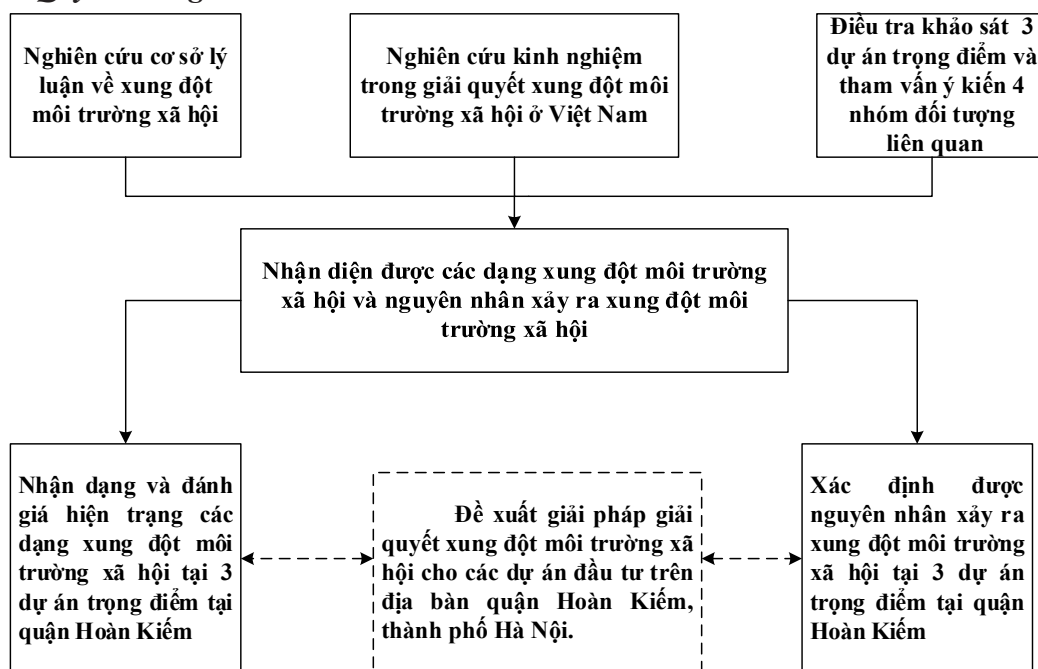 Nghiên cứu cơ sở lý
luận về xung đột
môi trường xã hội
Nghiên cứu kinh nghiệm
trong giải quyết xung đột môi
trường xã hội ở Việt Nam
Điều tra khảo sát 3
dự án trọng điểm và
tham vấn ý kiến 4
nhóm đối tượng
liên quan
Nhận diện được các dạng xung đột môi trường
xã hội và nguyên nhân xảy ra xung đột môi
trường xã hội
Nhận dạng và đánh
giá hiện trạng các
dạng xung đột môi
trường xã hội tại 3
dự án trọng điểm tại
quận Hoàn Kiếm
Đề xuất giải pháp giải
quyết xung đột môi trường xã
hội cho các dự án đầu tư trên
địa bàn quận Hoàn Kiếm,
thành phố Hà Nội.
Xác định được
nguyên nhân xảy ra
xung đột môi trường
xã hội tại 3 dự án
trọng điểm tại quận
Hoàn Kiếm